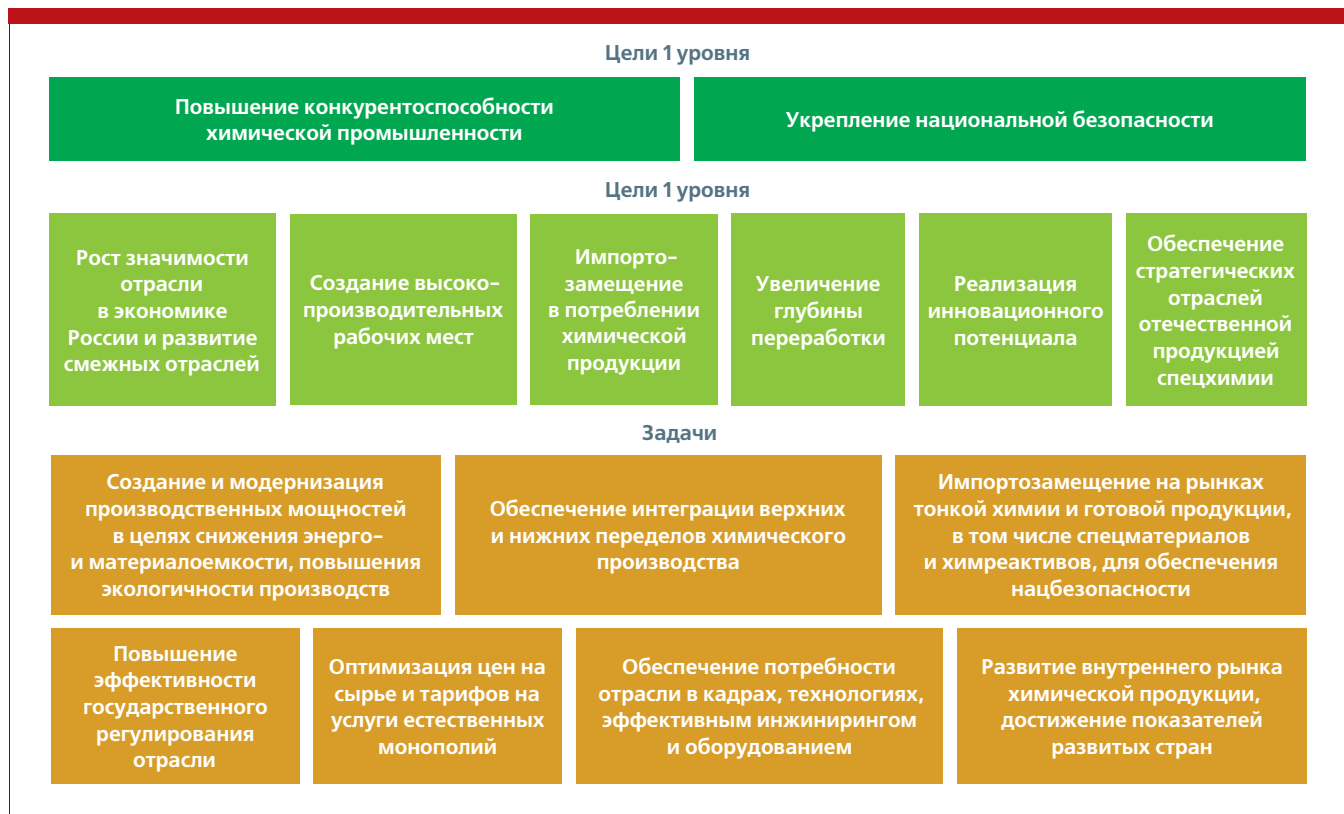 Цели 1 уровня
Повышение конкурентоспособности
химической промышленности
Укрепление национальной безопасности
Цели 1 уровня
Рост значимости
отрасли
в экономике
России и развитие
смежных отраслей
Создание высоко-
производительных
рабочих мест
Импорто-
замещение
в потреблении
химической
продукции
Увеличение
глубины
переработки
Реализация
инновационного
потенциала
Обеспечение
стратегических
отраслей
отечественной
продукцией
спецхимии
Задачи
Создание и модернизация
производственных мощностей
в целях снижения энерго-
и материалоемкости, повышения
экологичности производств
Обеспечение интеграции верхних
и нижних переделов химического
производства
Импортозамещение на рынках
тонкой химии и готовой продукции,
в том числе спецматериалов
и химреактивов, для обеспечения
нацбезопасности
Повышение
эффективности
государственного
регулирования
отрасли
Оптимизация цен на
сырье и тарифов на
услуги естественных
монополий
Обеспечение потребности
отрасли в кадрах, технологиях,
эффективным инжинирингом
и оборудованием
Развитие внутреннего рынка
химической продукции,
достижение показателей
развитых стран